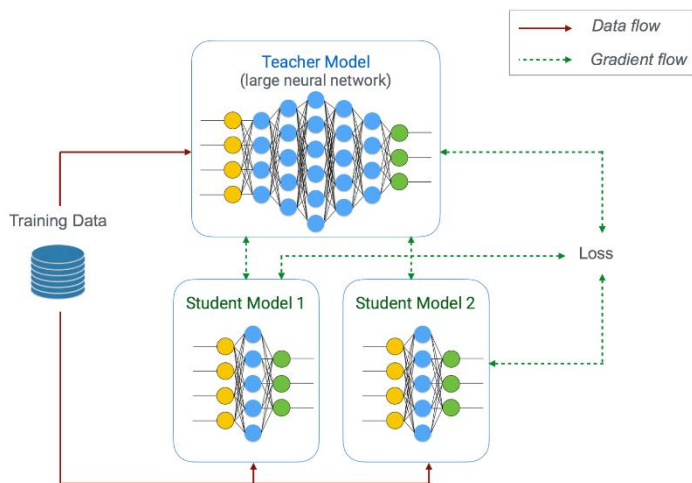 Data flow
Gradient flow
Teacher Model
(large neural network)
Training Data
Loss
Student Model 1
Student Model 2